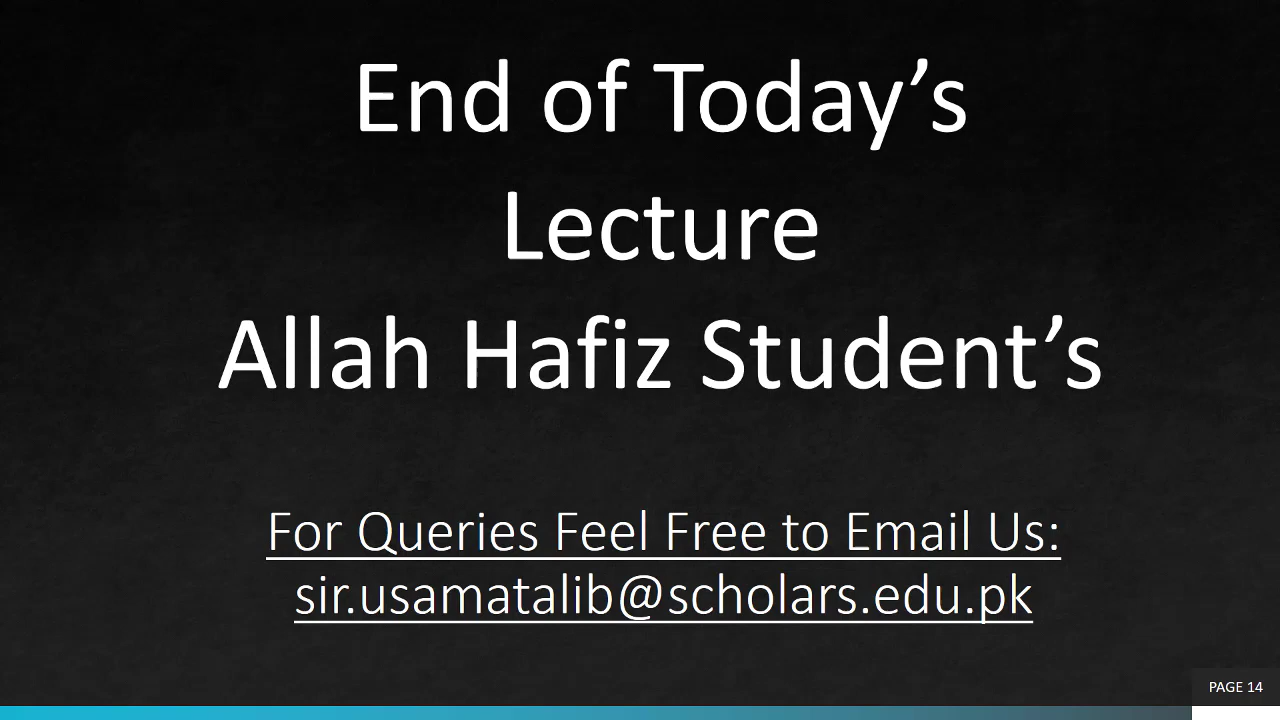 End of Today’s
Lecture
Allah Hafiz Student’s
For Queries Feel Free to Email Us:
sir.usamatalib@scholars.edu.pk
PAGE 14